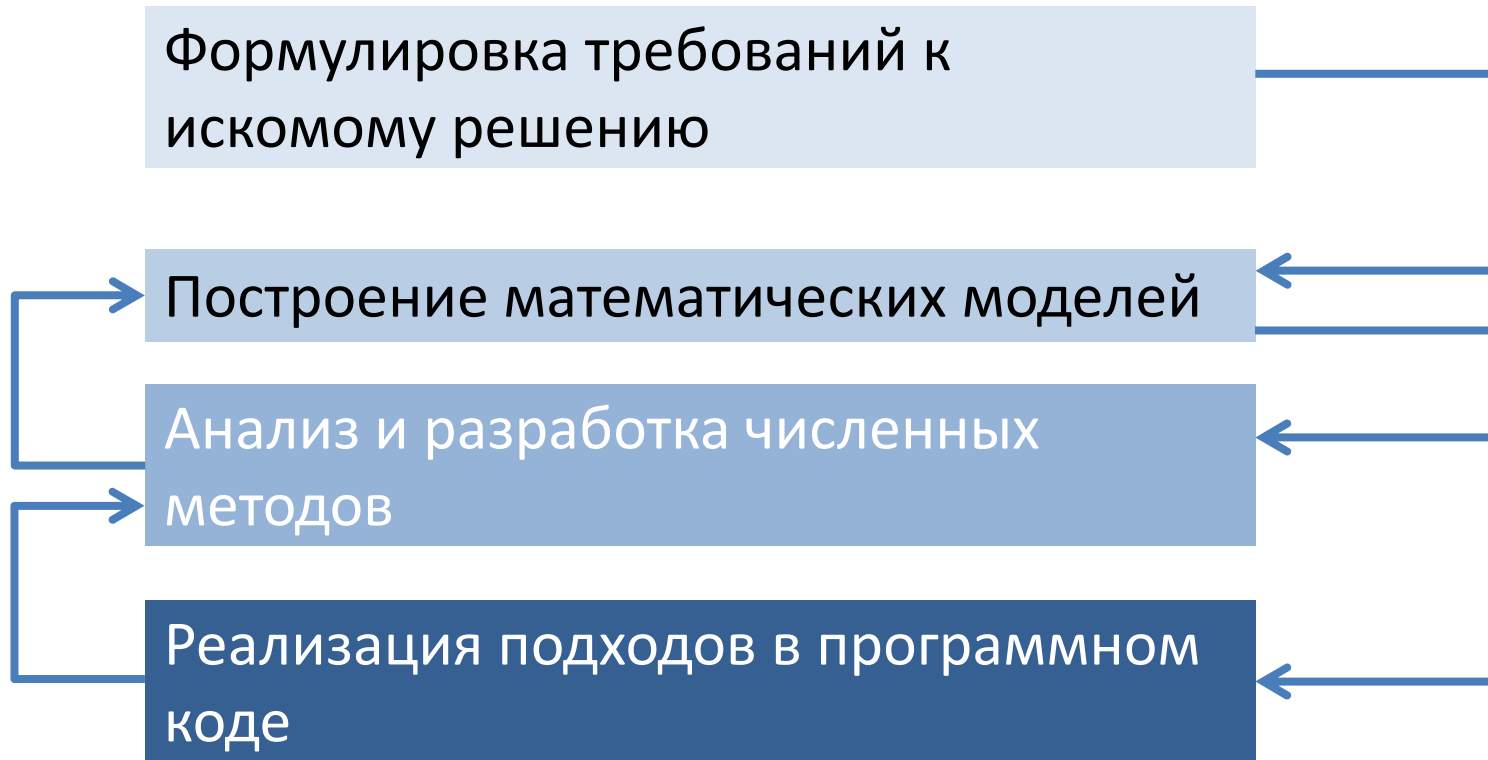 Формулировка требований к
искомому решению
Построение математических моделей
Анализ и разработка численных
методов
Реализация подходов в программном
коде